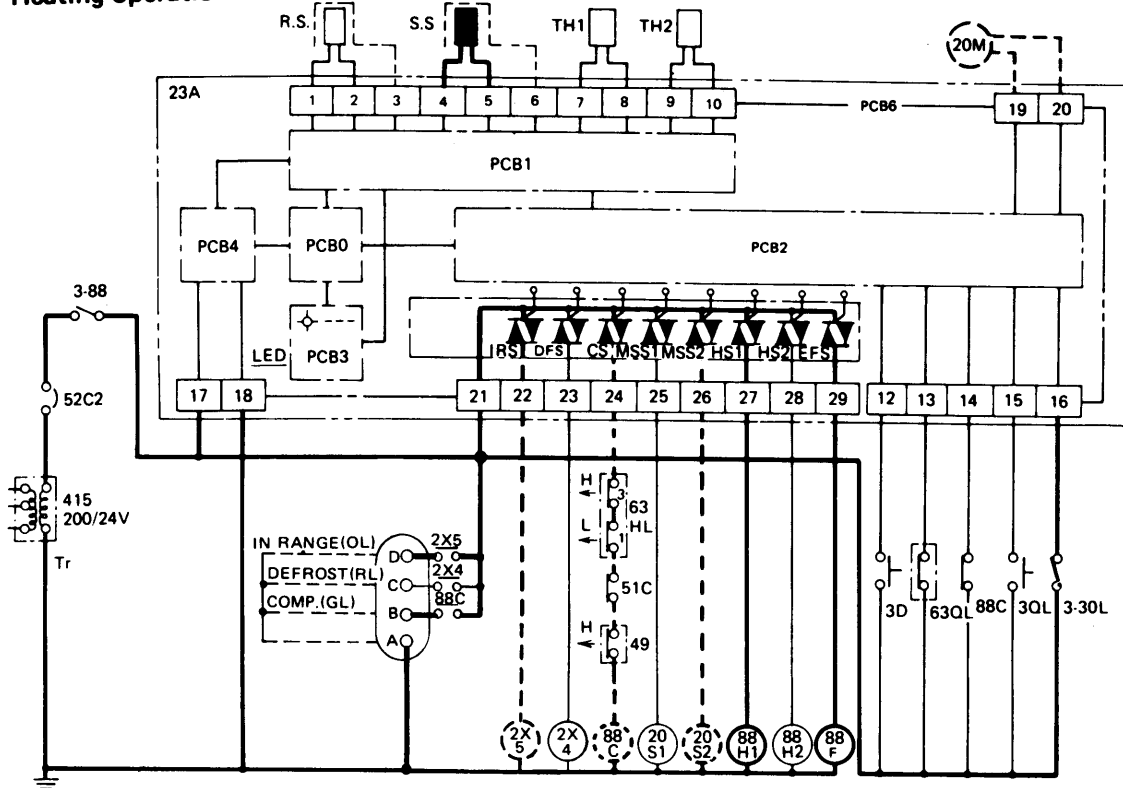 Heating Operatio
R.S.
S.S
TH1
TH2
20M
23A
1 2 3 4 5 6 7 8 9 10
PCB6
19 20
PCB1
PCB4
PCB0
PCB2
3-88
LED
PCB3
IRS DFS CS MSS1 MSS2 HS1 HS2 EFS
17 18
21 22 23 24 25 26 27 28 29
12 13 14 15 16
52C2
415
200/24V
Tr
H
3
63
HL
L
1
IN RANGE(OL)
D
2X5
DEFROST(RL)
C
2X4
COMP.(GL)
B
88C
A
51C
H
49
3D
63QL
88C
3QL
3-30L
2X
5
2X
4
88
C
20
S1
20
S2
88
H1
88
H2
88
F